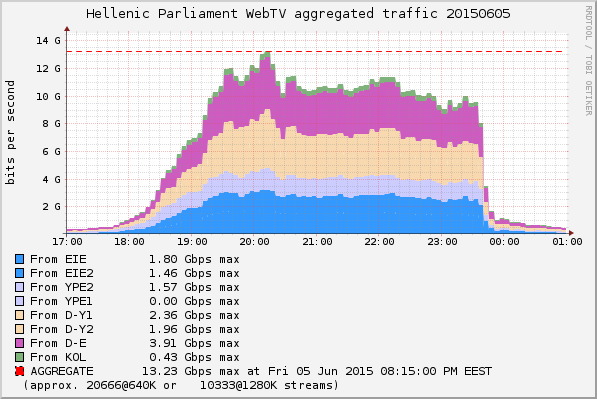 Hellenic Parliament WebTV aggregated traffic 20150605
RRDTOOL / TOBI OETIKER
bits per second
14 G
12 G
10 G
8 G
6 G
4 G
2 G
17:00 18:00 19:00 20:00 21:00 22:00 23:00 00:00 01:00
From EIE 1.80 Gbps max
From EIE2 1.46 Gbps max
From YPE2 1.57 Gbps max
From YPE1 0.00 Gbps max
From D-Y1 2.36 Gbps max
From D-Y2 1.96 Gbps max
From D-E 3.91 Gbps max
From KOL 0.43 Gbps max
AGGREGATE 13.23 Gbps max at Fri 05 Jun 2015 08:15:00 PM EEST
(approx. 20666@640K or 10333@1280K streams)